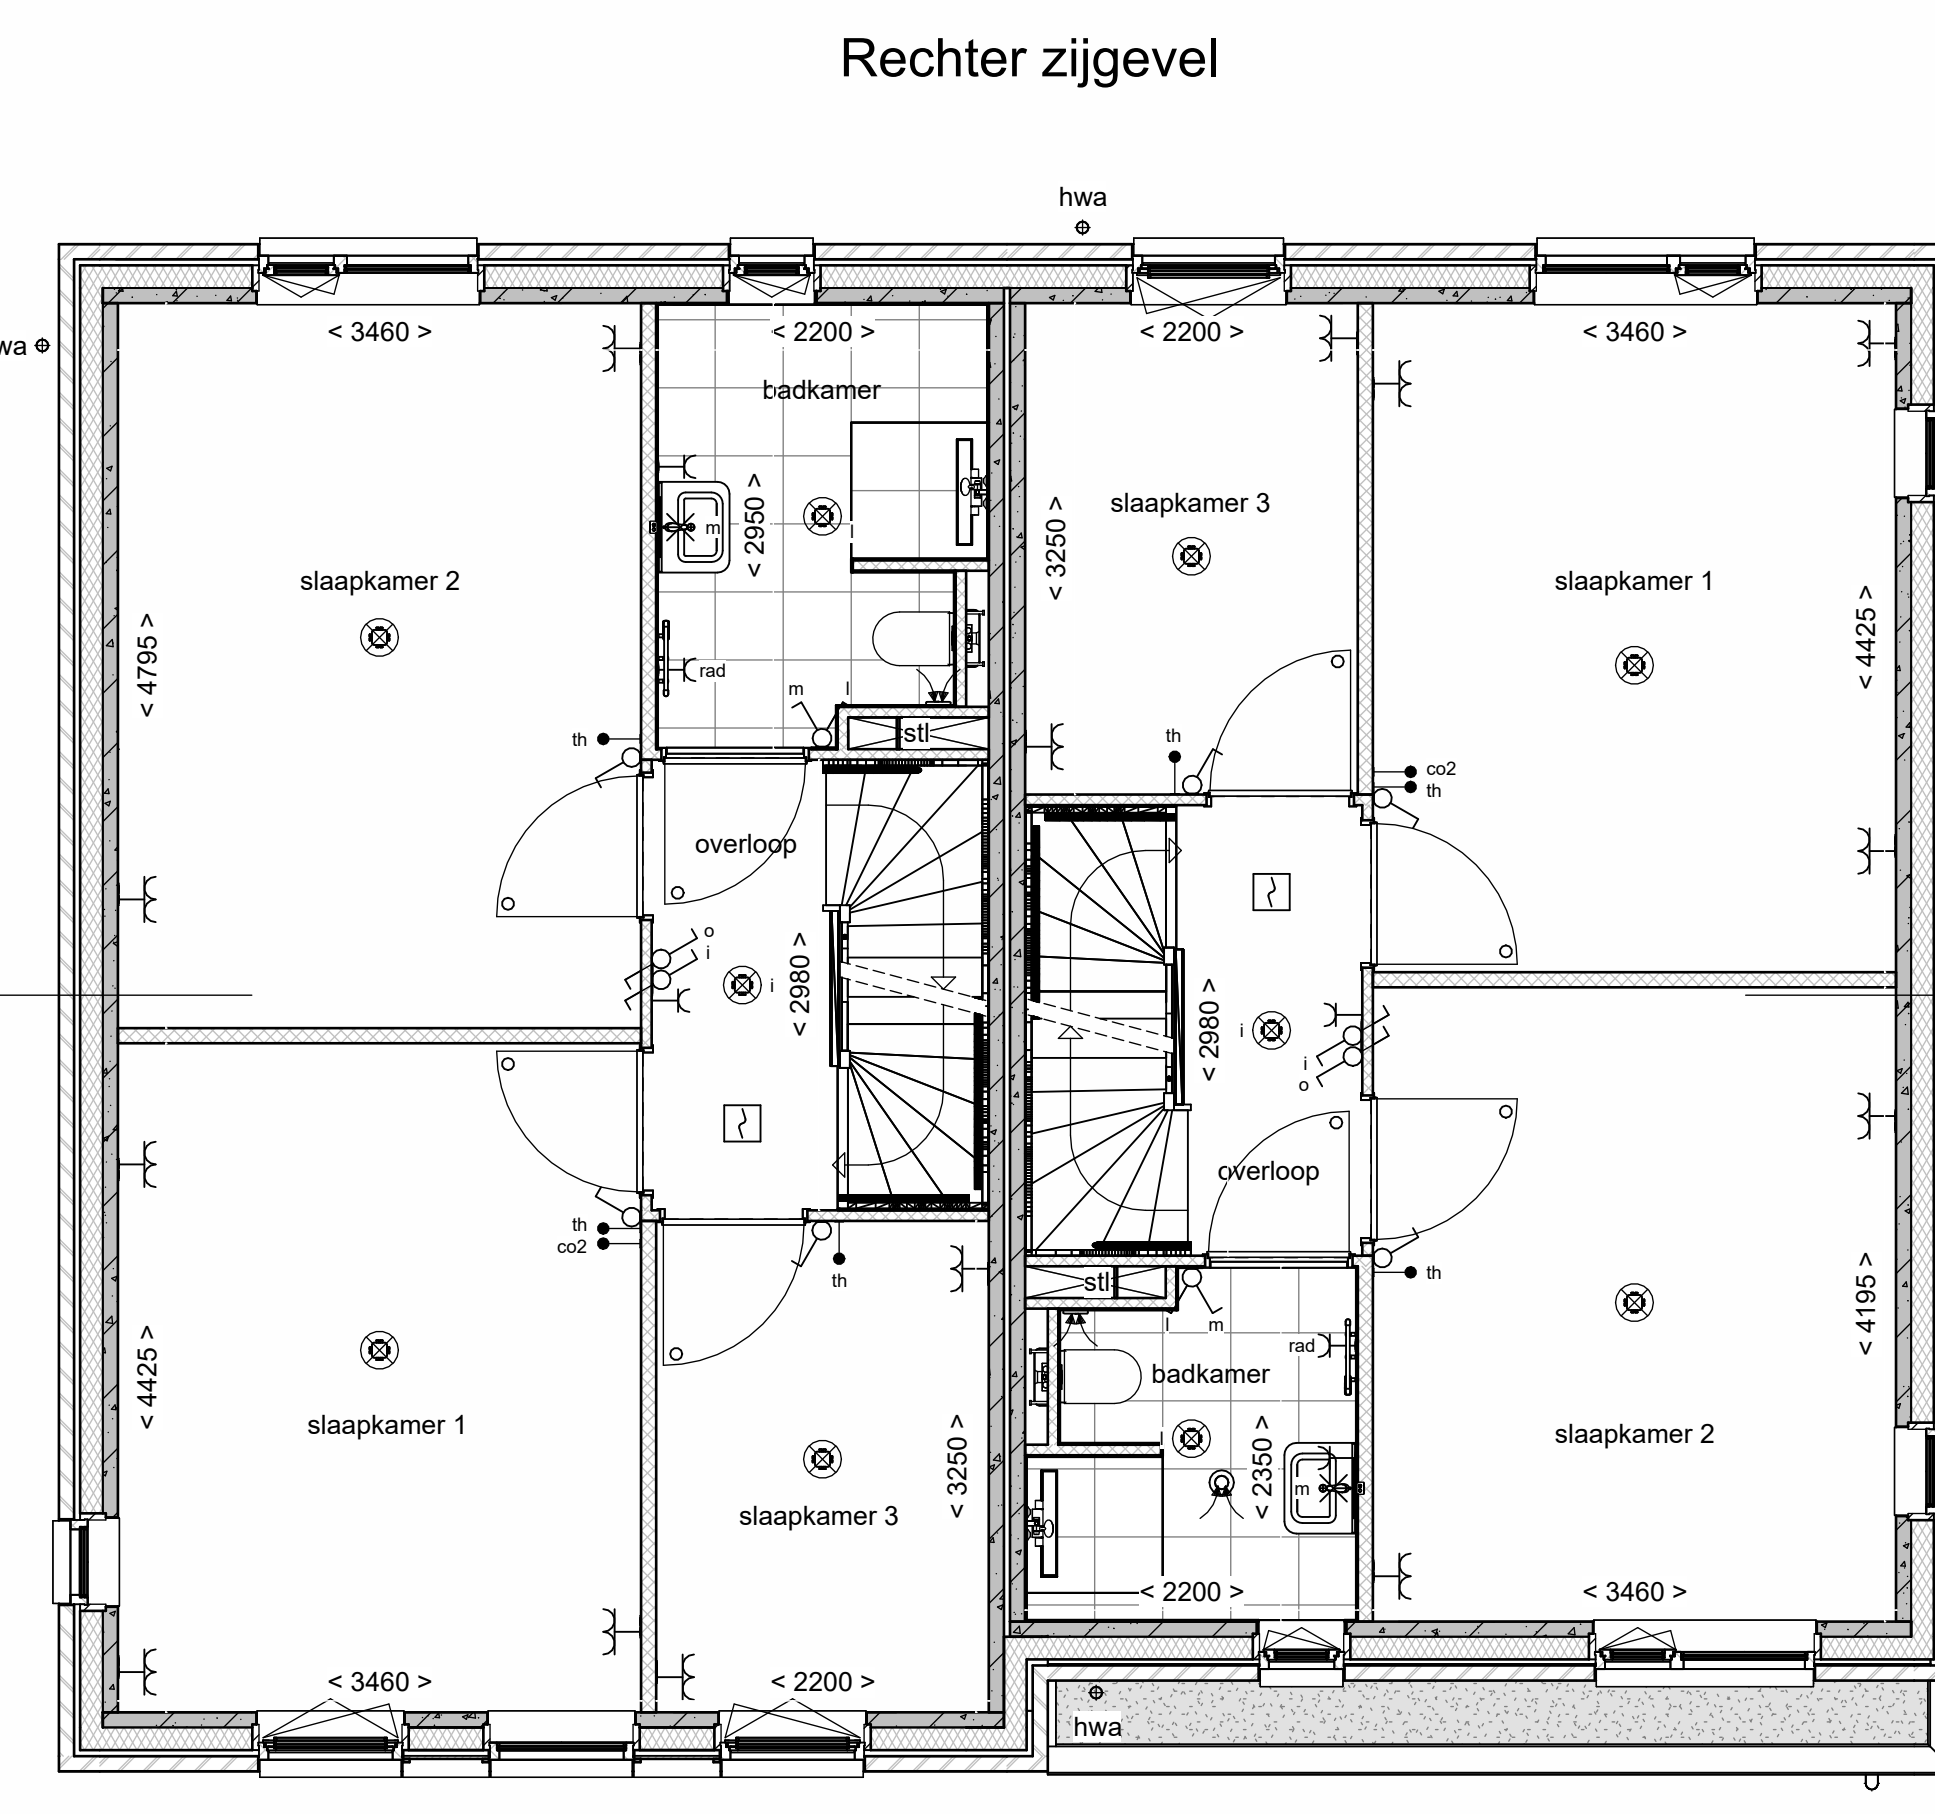 Rechter zijgevel
hwa
wa
< 3460 >
< 2200 >
< 2200 >
< 3460 >
badkamer
slaapkamer 3
< 2950 >
m
< 3250 >
slaapkamer 2
slaapkamer 1
< 4795 >
< 4425 >
rad
m
l
stl
th
th
co2
th
overloop
o
i
i
< 2980 >
< 2980 >
i
i
o
overloop
th
co2
th
th
stl
l
m
rad
badkamer
< 4425 >
< 4195 >
slaapkamer 1
slaapkamer 2
< 3250 >
< 2350 >
m
slaapkamer 3
< 2200 >
< 3460 >
< 3460 >
< 2200 >
hwa